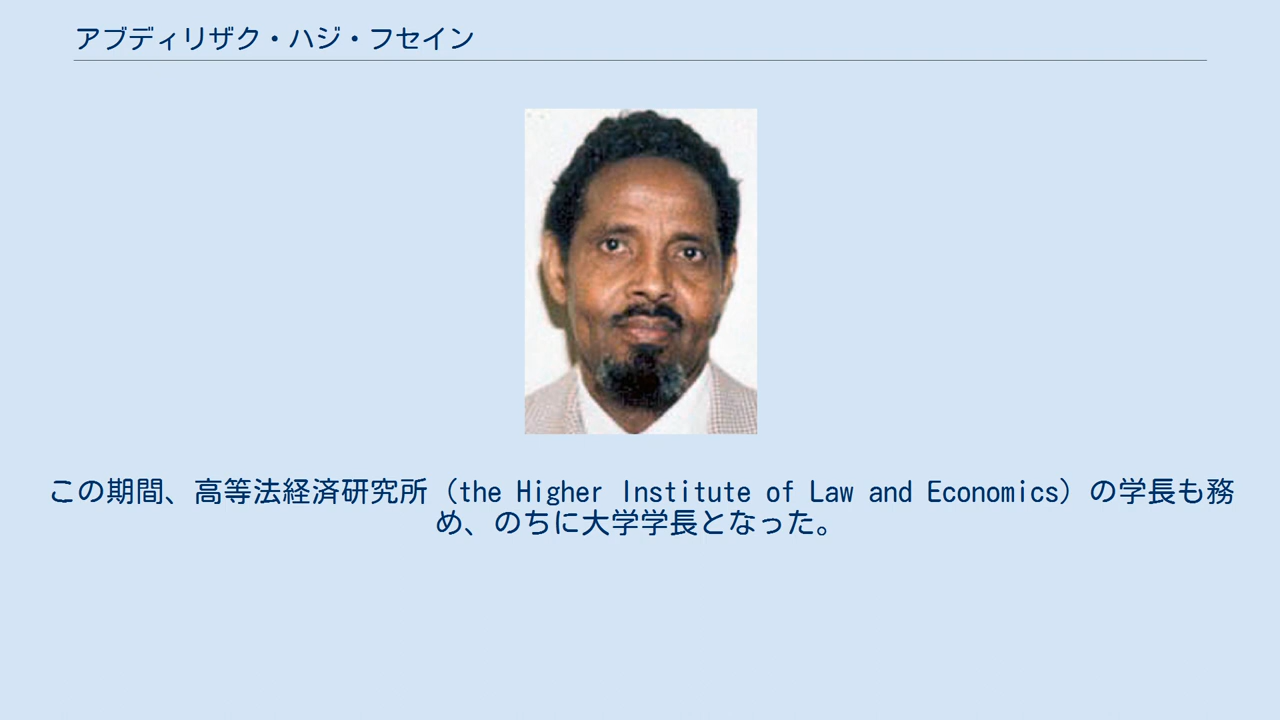 アブディリザク・ハジ・フセイン
この期間、高等法経済研究所（the Higher Institute of Law and Economics）の学長も務
め、のちに大学学長となった。